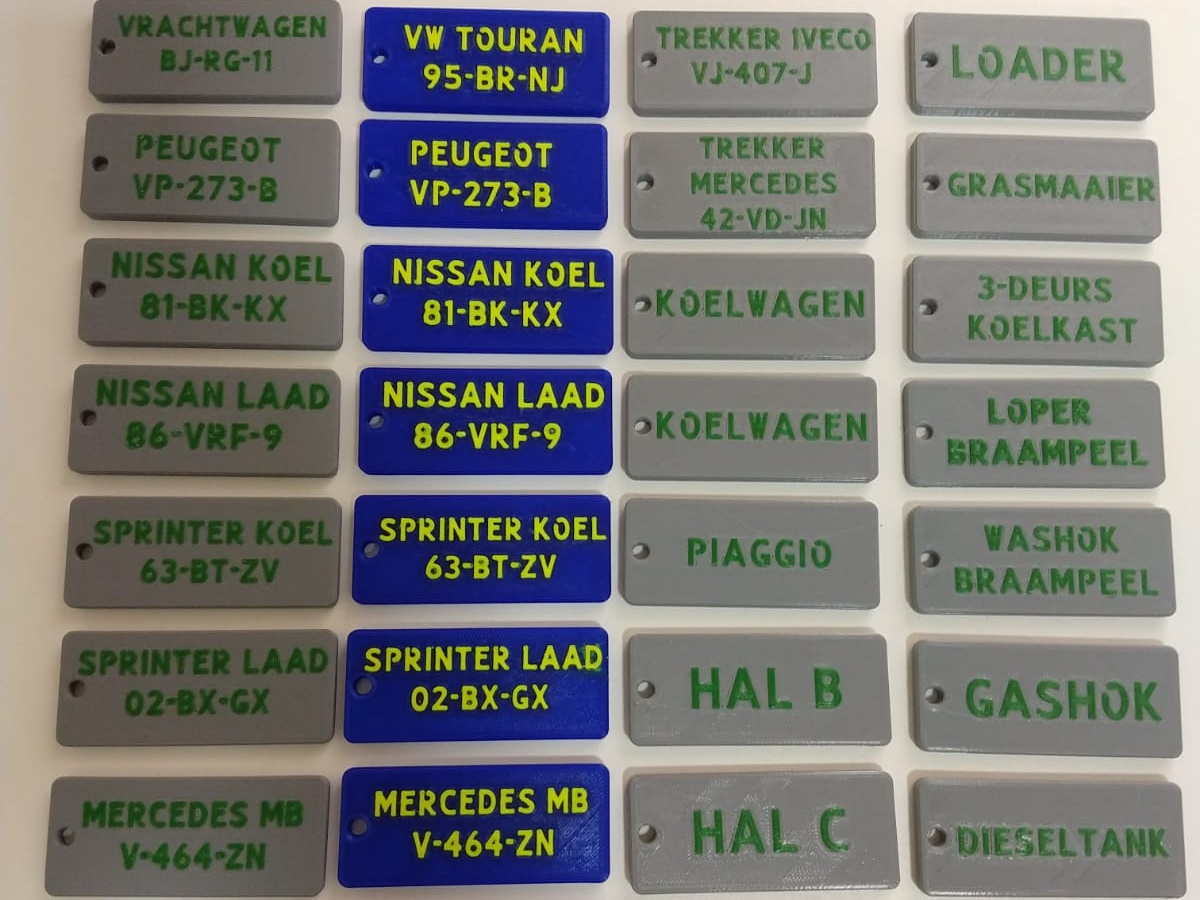 VRACHTWAGEN
BJ-RG-11
VW TOURAN
95-BR-NJ
TREKKER IVECO
VJ-407-J
LOADER
PEUGEOT
VP-273-B
PEUGEOT
VP-273-B
TREKKER
MERCEDES
42-VD-JN
GRASMAAIER
NISSAN KOEL
81-BK-KX
NISSAN KOEL
81-BK-KX
KOELWAGEN
3-DEURS
KOELKAST
NISSAN LAAD
86-VRF-9
NISSAN LAAD
86-VRF-9
KOELWAGEN
LOPER
BRAAMPEEL
SPRINTER KOEL
63-BT-ZV
SPRINTER KOEL
63-BT-ZV
PIAGGIO
WASHOK
BRAAMPEEL
SPRINTER LAAD
02-BX-GX
SPRINTER LAAD
02-BX-GX
HAL B
GASHOK
MERCEDES MB
V-464-ZN
MERCEDES MB
V-464-ZN
HAL C
DIESELTANK